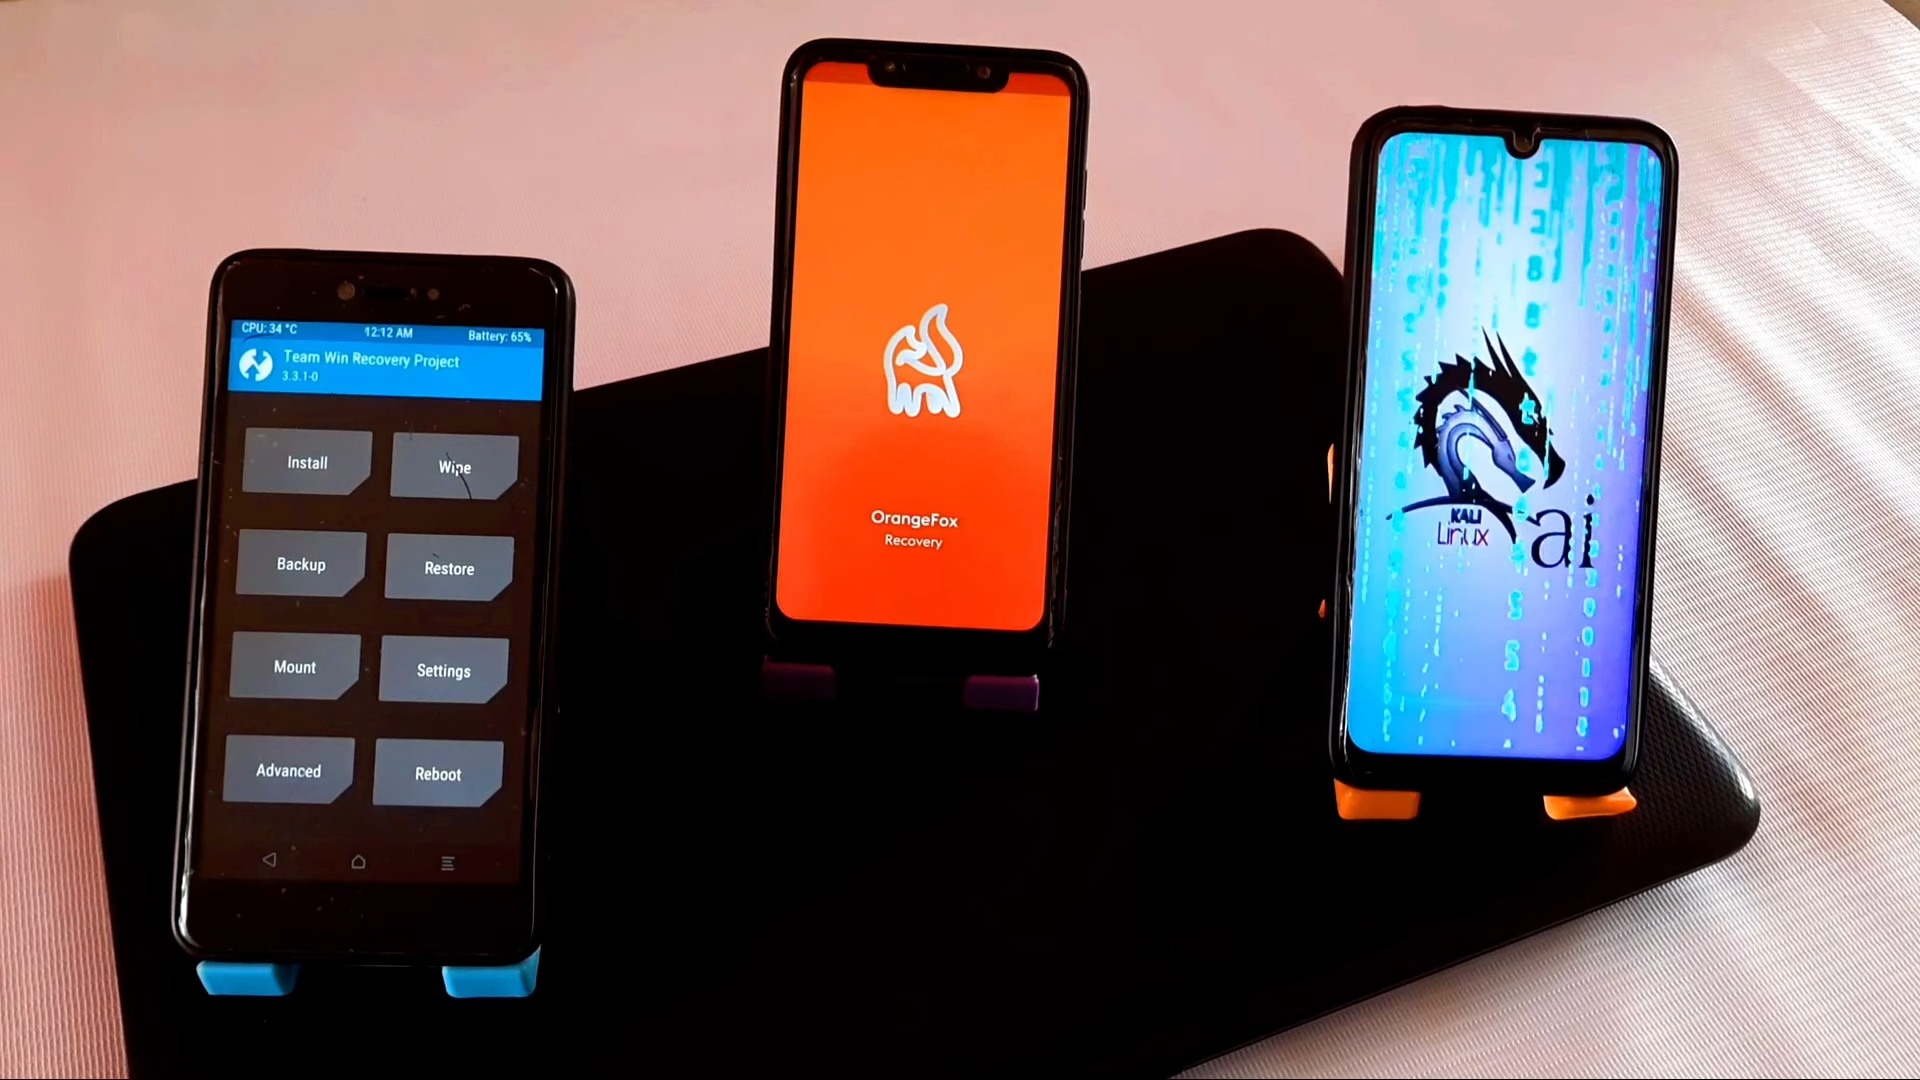 CPU: 34 °C 12:12 AM Battery: 65%
Team Win Recovery Project
3.3.1-0
Install Wipe
Backup Restore
Mount Settings
Advanced Reboot
OrangeFox
Recovery
KALI
Linux
ai